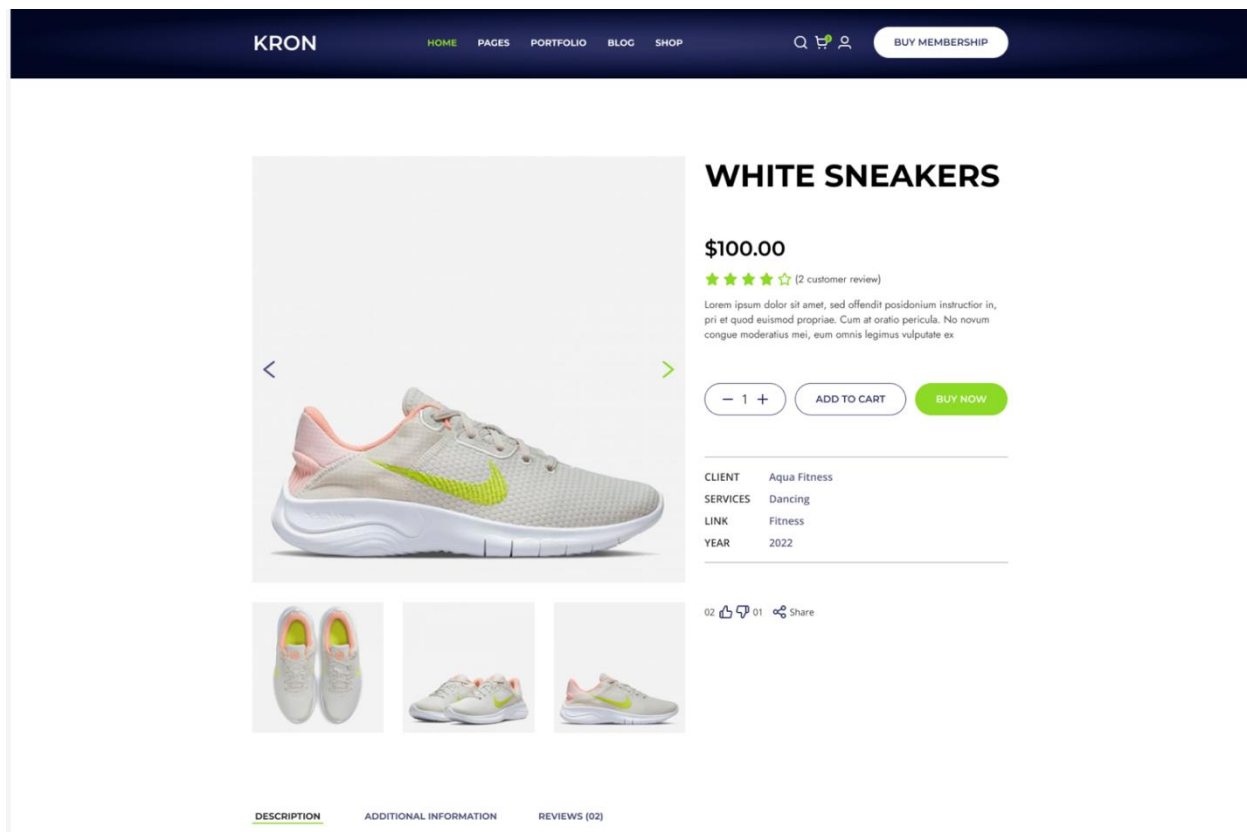 KRON
HOME PAGES PORTFOLIO BLOG SHOP
BUY MEMBERSHIP
WHITE SNEAKERS
$100.00
(2 customer review)
Lorem ipsum dolor sit amet, sed offendit posidonium instructior in,
pri et quod euismod propriae. Cum at oratio pericula. No novum
congue moderatius mei, eum omnis legimus vulputate ex
1
ADD TO CART
BUY NOW
CLIENT Aqua Fitness
SERVICES Dancing
LINK Fitness
YEAR 2022
02 01 Share
DESCRIPTION ADDITIONAL INFORMATION REVIEWS (02)